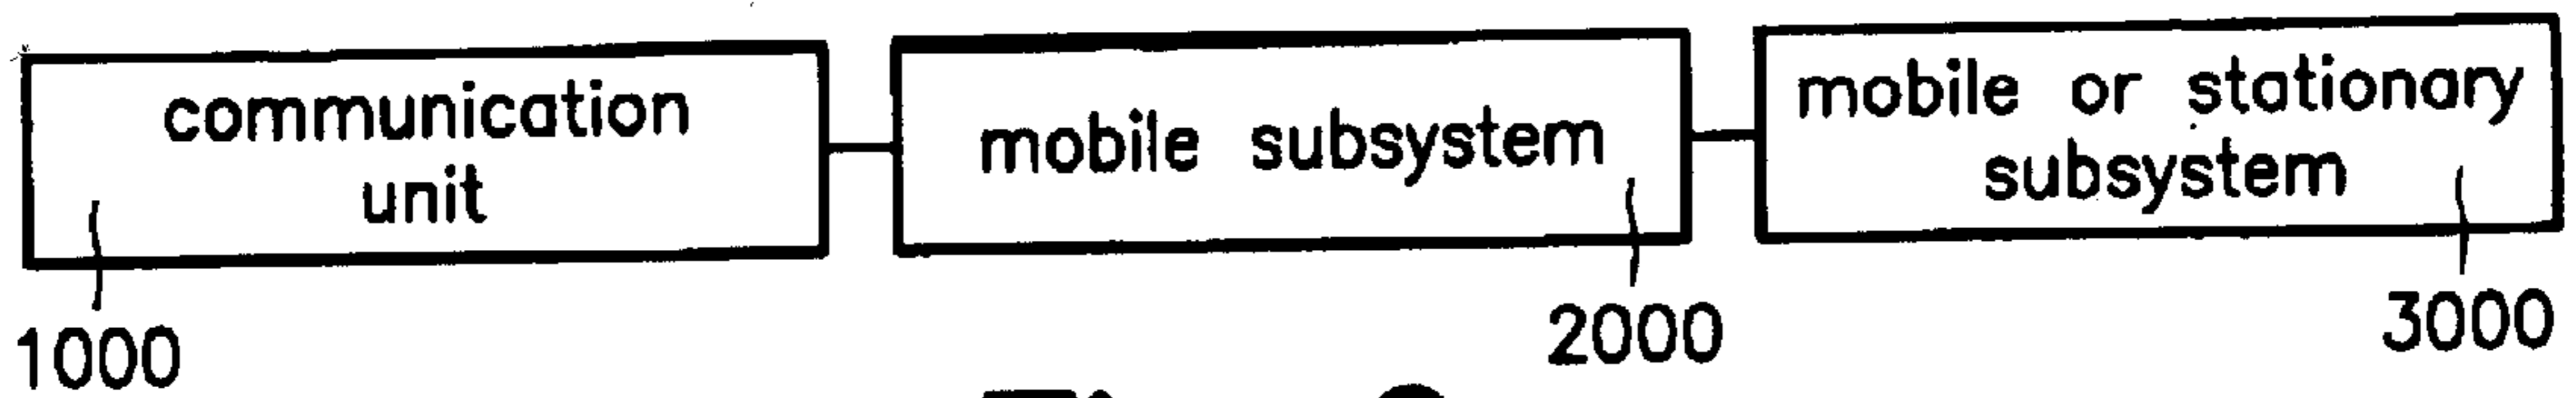 communication
unit
mobile subsystem
mobile or stationary
subsystem
1000
2000
3000